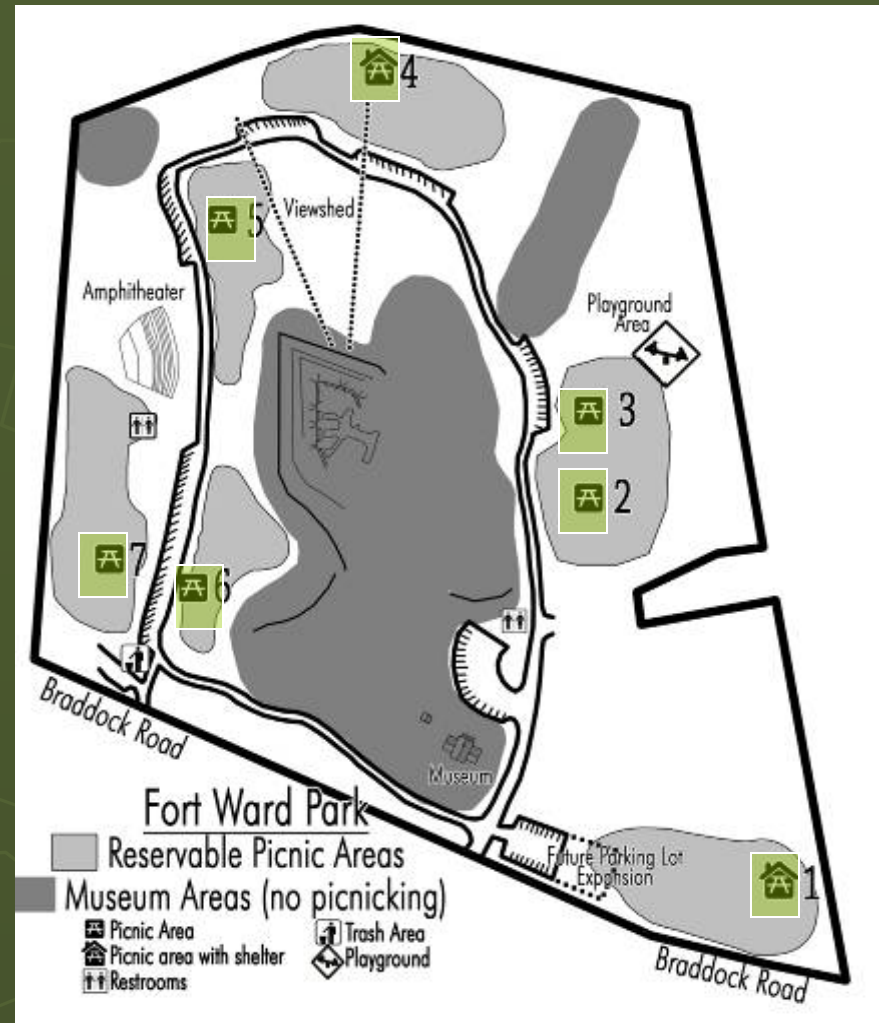 4
5
Viewshed
Amphitheater
Playground
Area
3
2
7
6
Braddock Road
Museum
Fort Ward Park
Reservable Picnic Areas
Museum Areas (no picnicking)
Picnic Area
Picnic area with shelter
Restrooms
Trash Area
Playground
Future Parking Lot
Expansion
1
Braddock Road